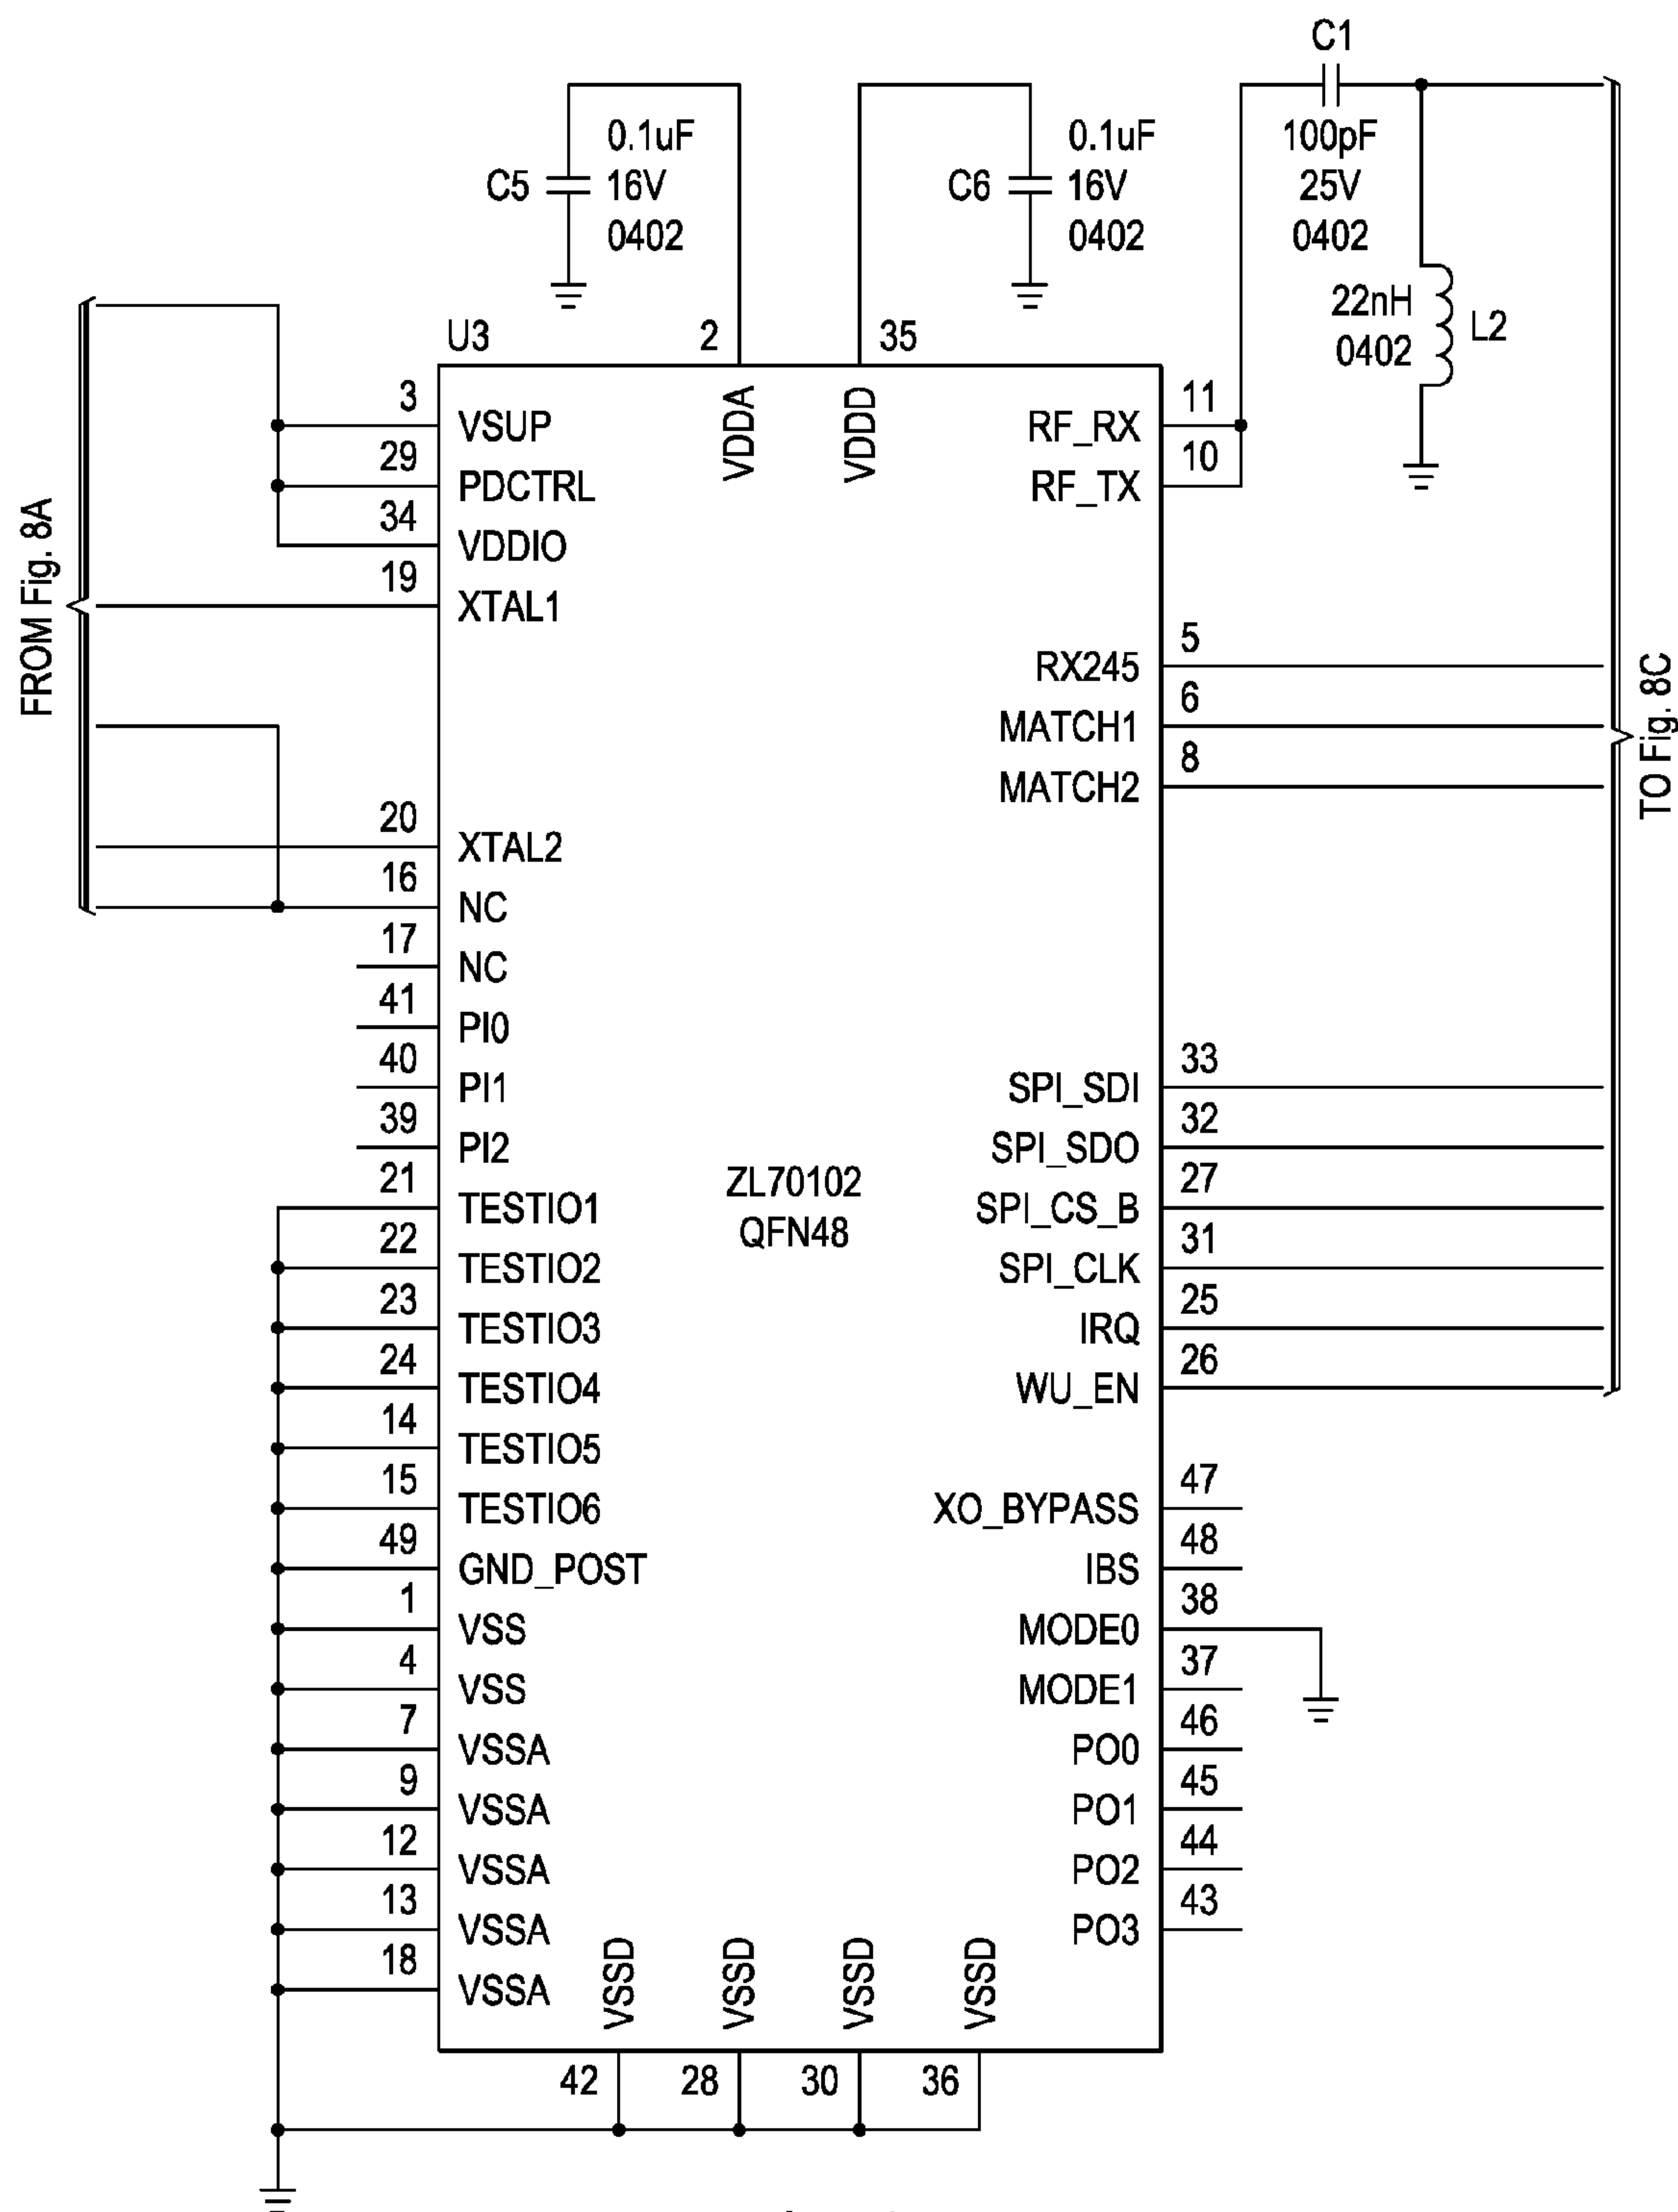 C1
0.1uF
0.1uF
100pF
C5
16V
C6
16V
25V
0402
0402
0402
22nH
L2
0402
U3
2
35
FROM Fig. 8A
TO Fig. 8C
VDDA
VDDD
3
VSUP
29
PDCTRL
34
VDDIO
19
XTAL1
20
XTAL2
16
NC
17
NC
41
PI0
40
PI1
39
PI2
21
TESTIO1
22
TESTIO2
23
TESTIO3
24
TESTIO4
14
TESTIO5
15
TESTIO6
49
GND_POST
1
VSS
4
VSS
7
VSSA
9
VSSA
12
VSSA
13
VSSA
18
VSSA
ZL70102
QFN48
11
RF_RX
10
RF_TX
5
RX245
6
MATCH1
8
MATCH2
33
SPI_SDI
32
SPI_SDO
27
SPI_CS_B
31
SPI_CLK
25
IRQ
26
WU_EN
47
XO_BYPASS
48
IBS
38
MODE0
37
MODE1
46
PO0
45
PO1
44
PO2
43
PO3
VSSD
VSSD
VSSD
VSSD
42
28
30
36